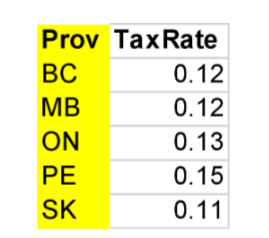 Prov TaxRate
BC 0.12
MB 0.12
ON 0.13
PE 0.15
SK 0.11